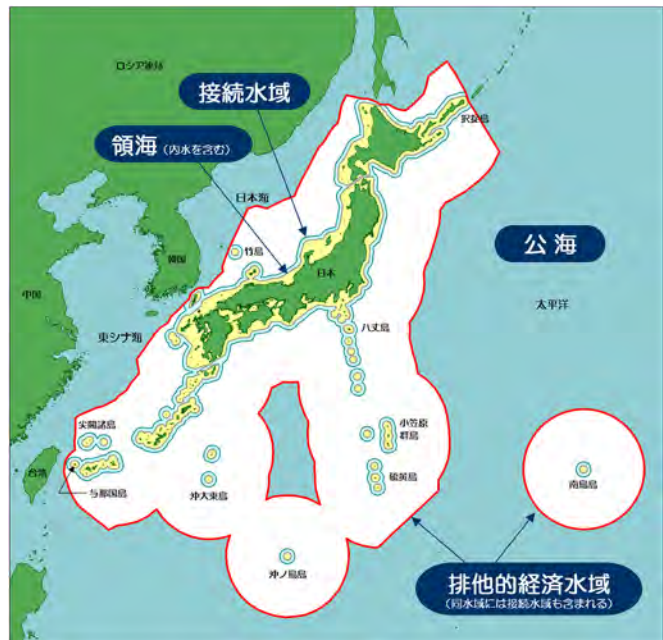 ロシア連邦
接続水域
択捉島
領海(内水を含む)
日本海
竹島
韓国
日本
公海
中国
太平洋
東シナ海
八丈島
尖閣諸島
小笠原
群島
台湾
与那国島
沖大東島
硫黄島
南鳥島
沖ノ鳥島
排他的経済水域
(同水域には接続水域も含まれる)